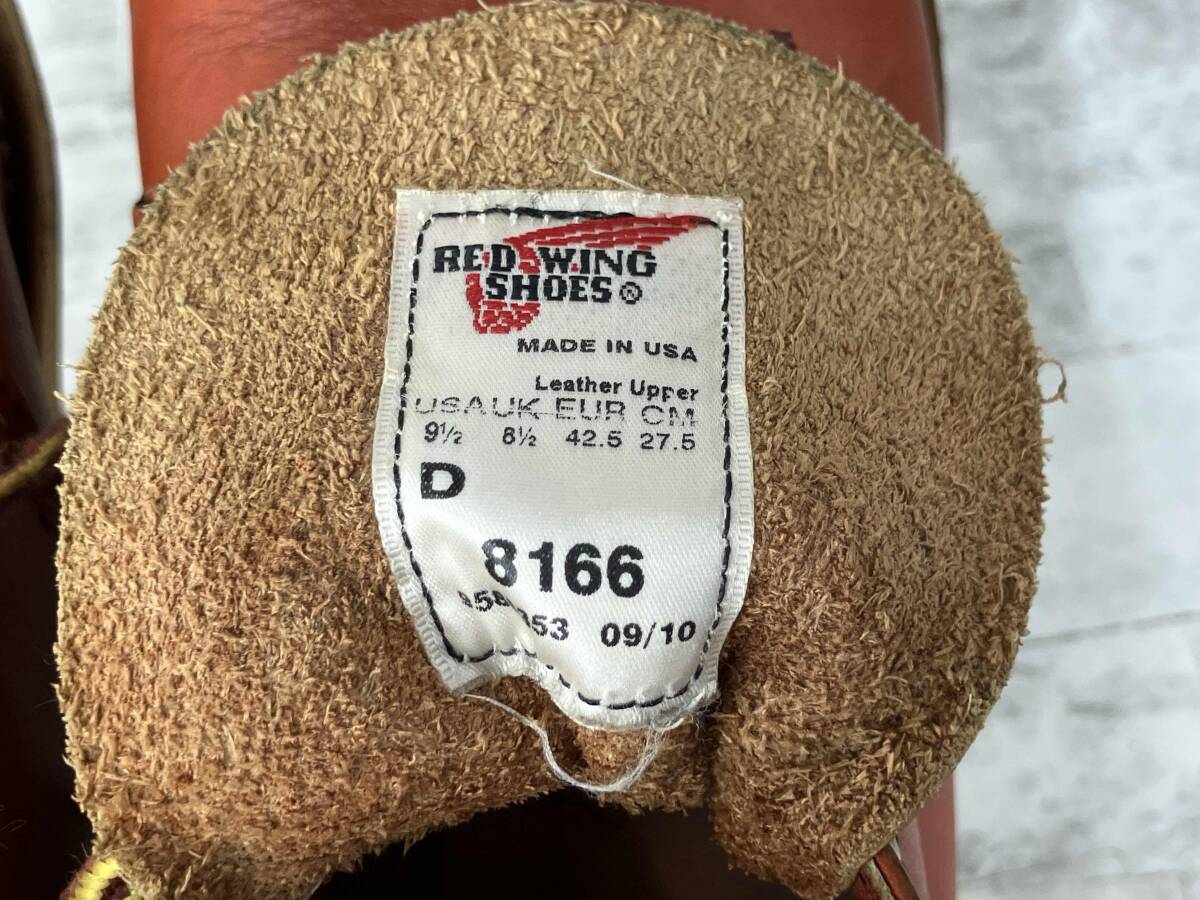 RED WING
SHOES®
MADE IN USA
Leather Upper
USA UK EUR CM
9½ 8½ 42.5 27.5
D
8166
09/10